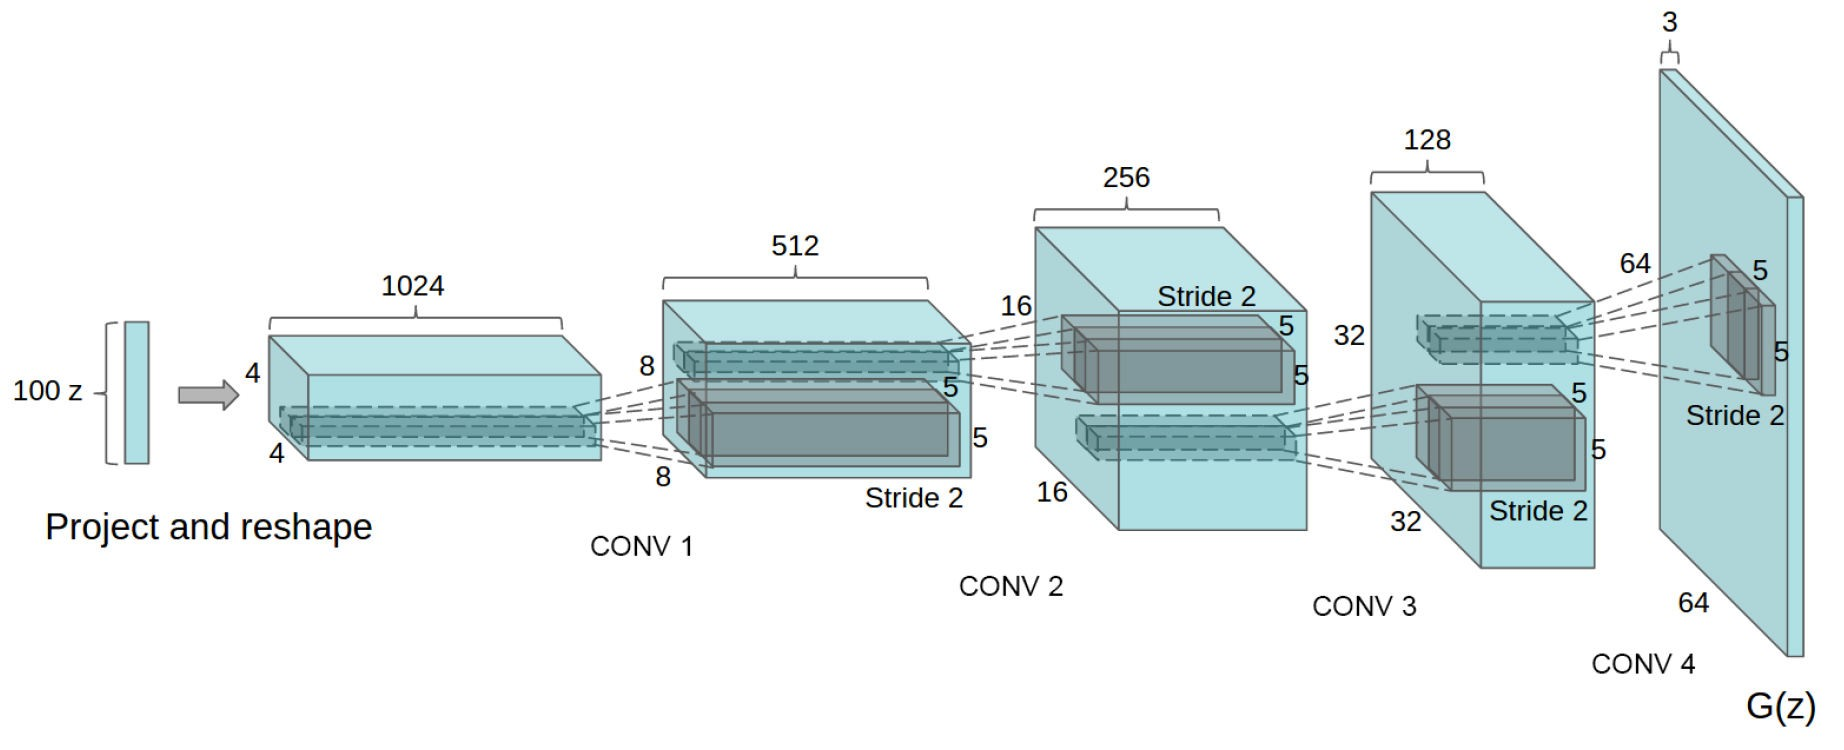 100 z
Project and reshape
1024
4
4
CONV 1
512
8
8
5
5
Stride 2
CONV 2
256
16
16
Stride 2
5
5
CONV 3
128
32
32
5
5
Stride 2
CONV 4
3
64
64
5
5
Stride 2
G(z)